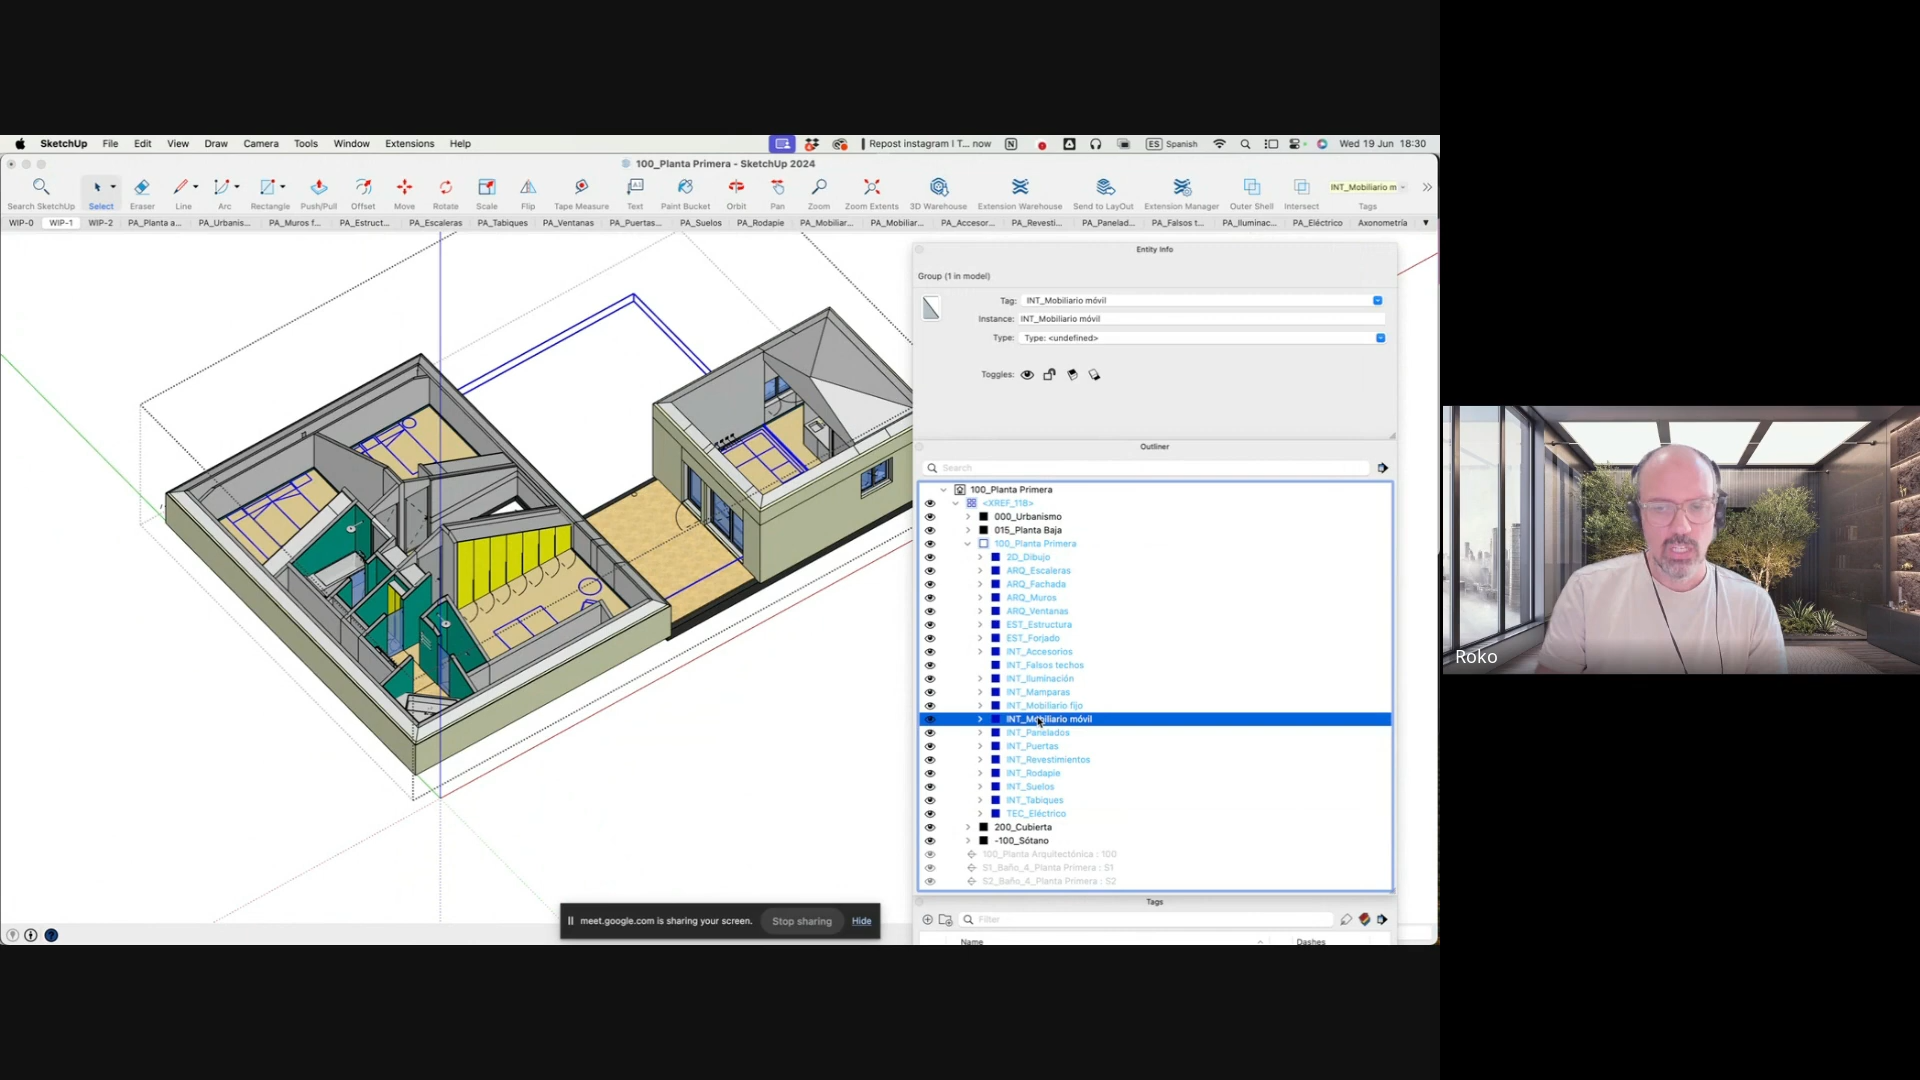 SketchUp File Edit View Draw Camera Tools Window Extensions Help
Repost instagram I T... now
ES Spanish
Wed 19 Jun 18:30
100_Planta Primera - SketchUp 2024
INT_Mobiliario m
Search SketchUp Select Eraser Line Arc Rectangle Push/Pull Offset Move Rotate Scale Flip Tape Measure Text Paint Bucket Orbit Pan Zoom Zoom Extents 3D Warehouse Extension Warehouse Send to LayOut Extension Manager Outer Shell Intersect Tags
WIP-0 WIP-1 WIP-2 PA_Planta a... PA_Urbanis... PA_Muros f... PA_Estruct... PA_Escaleras PA_Tabiques PA_Ventanas PA_Puertas... PA_Suelos PA_Rodapie PA_Mobiliar... PA_Mobiliar... PA_Accesor... PA_Revesti... PA_Panelad... PA_Falsos t... PA_Iluminac... PA_Eléctrico Axonometría
Entity Info
Group (1 in model)
Tag: INT_Mobiliario móvil
Instance: INT_Mobiliario móvil
Type: Type: <undefined>
Toggles:
Outliner
Search
100_Planta Primera
<XREF_118>
000_Urbanismo
015_Planta Baja
100_Planta Primera
2D_Dibujo
ARQ_Escaleras
ARQ_Fachada
ARQ_Muros
ARQ_Ventanas
EST_Estructura
EST_Forjado
INT_Accesorios
INT_Falsos techos
INT_Iluminación
INT_Mamparas
INT_Mobiliario fijo
INT_Mobiliario móvil
INT_Panelados
INT_Puertas
INT_Revestimientos
INT_Rodapie
INT_Suelos
INT_Tabiques
TEC_Eléctrico
200_Cubierta
-100_Sótano
100_Planta Arquitectónica : 100
S1_Baño_4_Planta Primera : S1
S2_Baño_4_Planta Primera : S2
Tags
Filter
Name Dashes
meet.google.com is sharing your screen. Stop sharing Hide
Roko